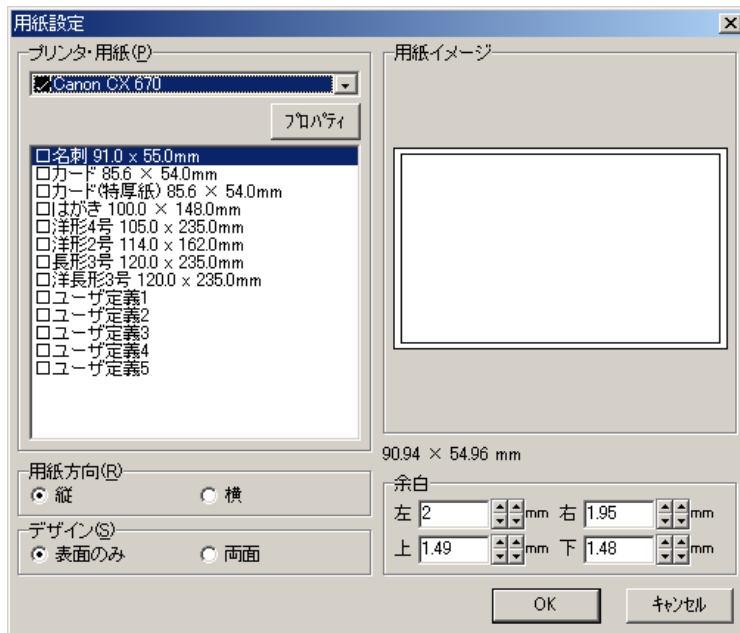 用紙設定
プリンタ・用紙(P)
Canon CX 670
プロパティ
名刺 91.0 x 55.0mm
カード 85.6 × 54.0mm
カード(特厚紙) 85.6 × 54.0mm
はがき 100.0 × 148.0mm
洋形4号 105.0 x 235.0mm
洋形2号 114.0 x 162.0mm
長形3号 120.0 x 235.0mm
洋長形3号 120.0 x 235.0mm
ユーザ定義1
ユーザ定義2
ユーザ定義3
ユーザ定義4
ユーザ定義5
用紙方向(R)
縦 横
デザイン(S)
表面のみ 両面
用紙イメージ
90.94 × 54.96 mm
余白
左 2 mm 右 1.95 mm
上 1.49 mm 下 1.48 mm
OK キャンセル